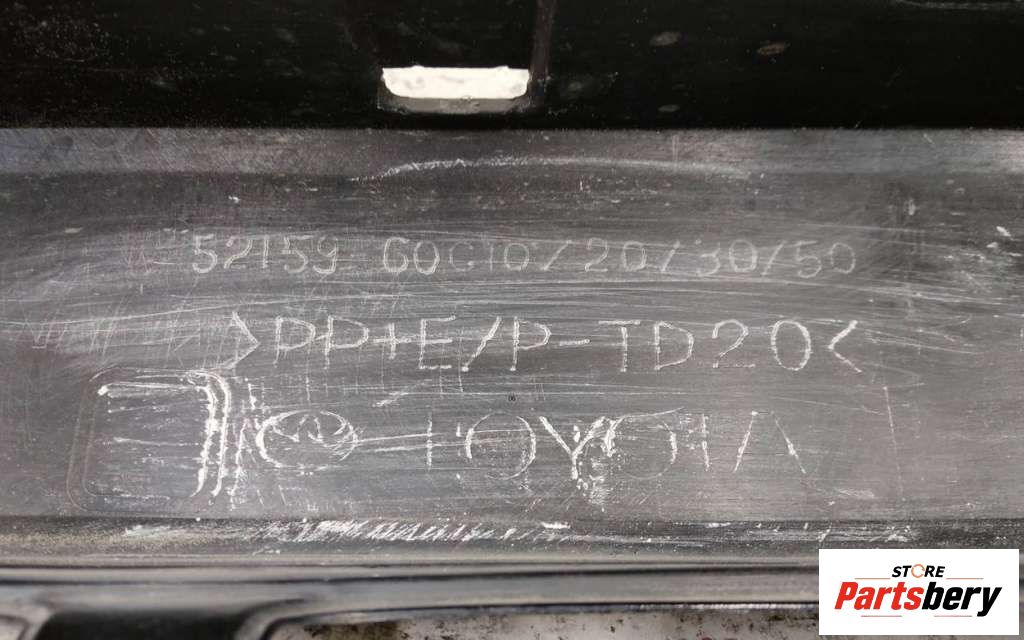 52159 60C10/20/30/50
>PP+E/P-TD20<
TOYOTA
STORE
Partsbery